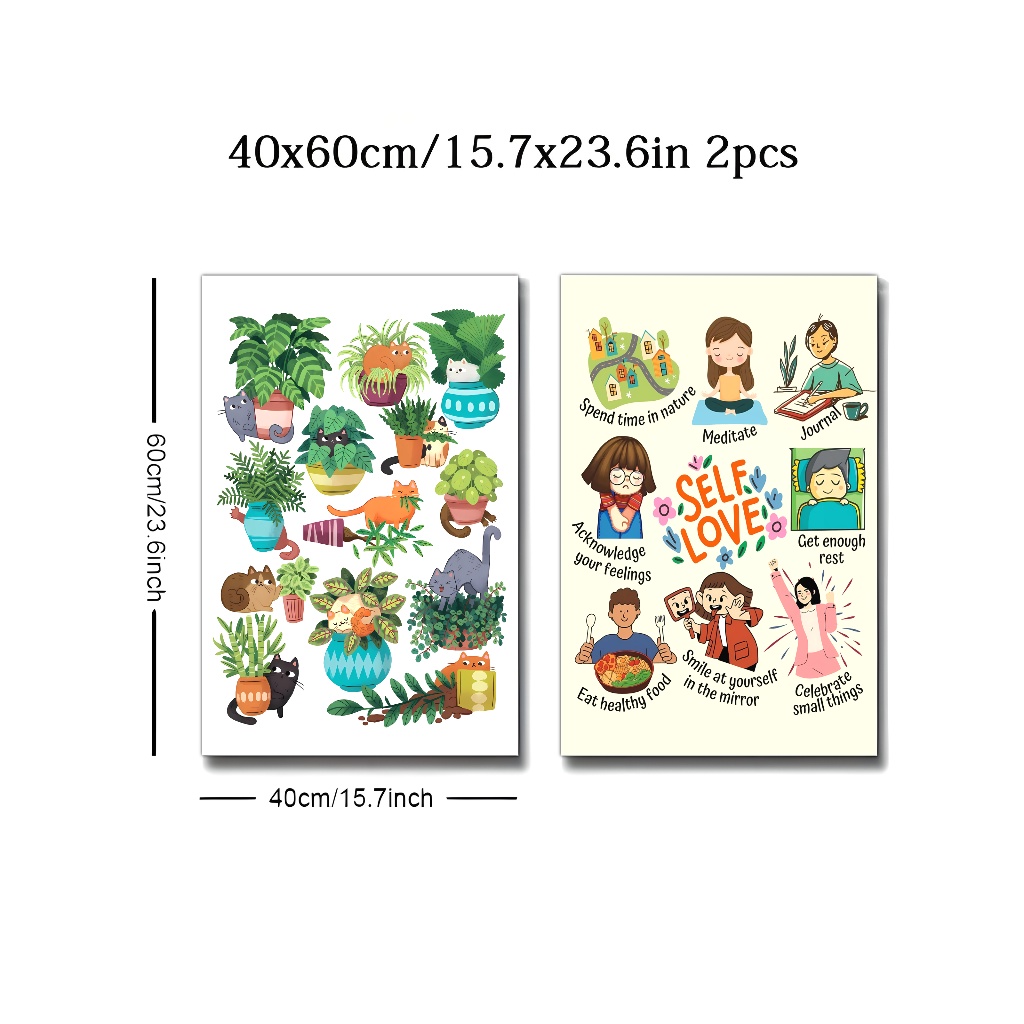 40x60cm/15.7x23.6in 2pcs
60cm/23.6inch
40cm/15.7inch
Spend time in nature
Meditate
Journal
Acknowledge
your feelings
SELF
LOVE
Get enough
rest
Eat healthy food
Smile at yourself
in the mirror
Celebrate
small things